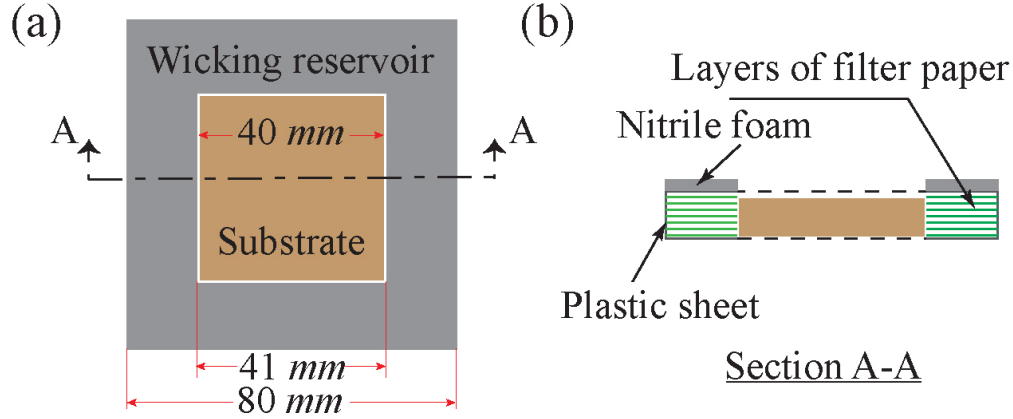 (a)
Wicking reservoir
A
A
40 mm
Substrate
41 mm
80 mm
(b)
Layers of filter paper
Nitrile foam
Plastic sheet
Section A-A